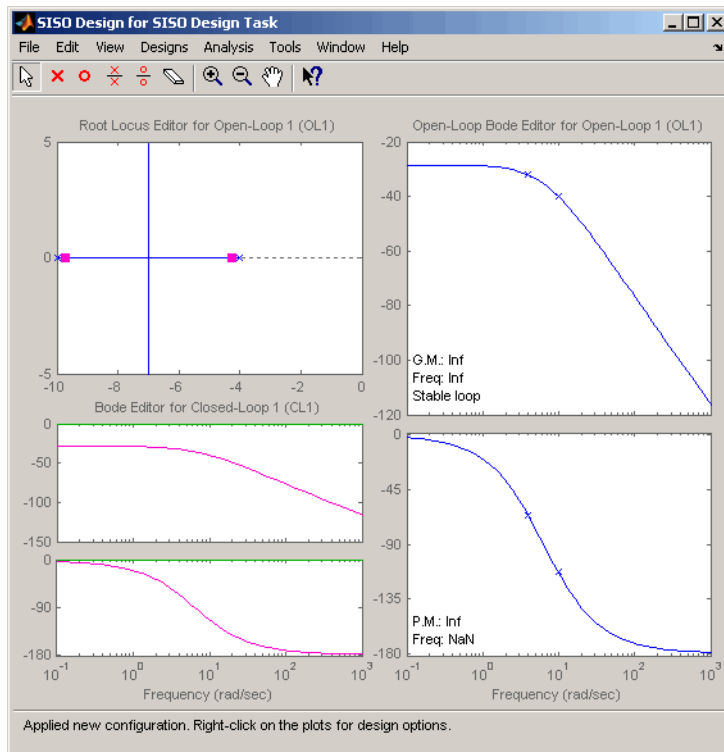 SISO Design for SISO Design Task
File Edit View Designs Analysis Tools Window Help
Root Locus Editor for Open-Loop 1 (OL1)
5
0
-5
-10 -8 -6 -4 -2 0
Bode Editor for Closed-Loop 1 (CL1)
0
-50
-100
-150
0
-90
-180
10^-1 10^0 10^1 10^2 10^3
Frequency (rad/sec)
Open-Loop Bode Editor for Open-Loop 1 (OL1)
-20
-40
-60
-80
-100
-120
G.M.: Inf
Freq: Inf
Stable loop
0
-45
-90
-135
-180
P.M.: Inf
Freq: NaN
10^-1 10^0 10^1 10^2 10^3
Frequency (rad/sec)
Applied new configuration. Right-click on the plots for design options.